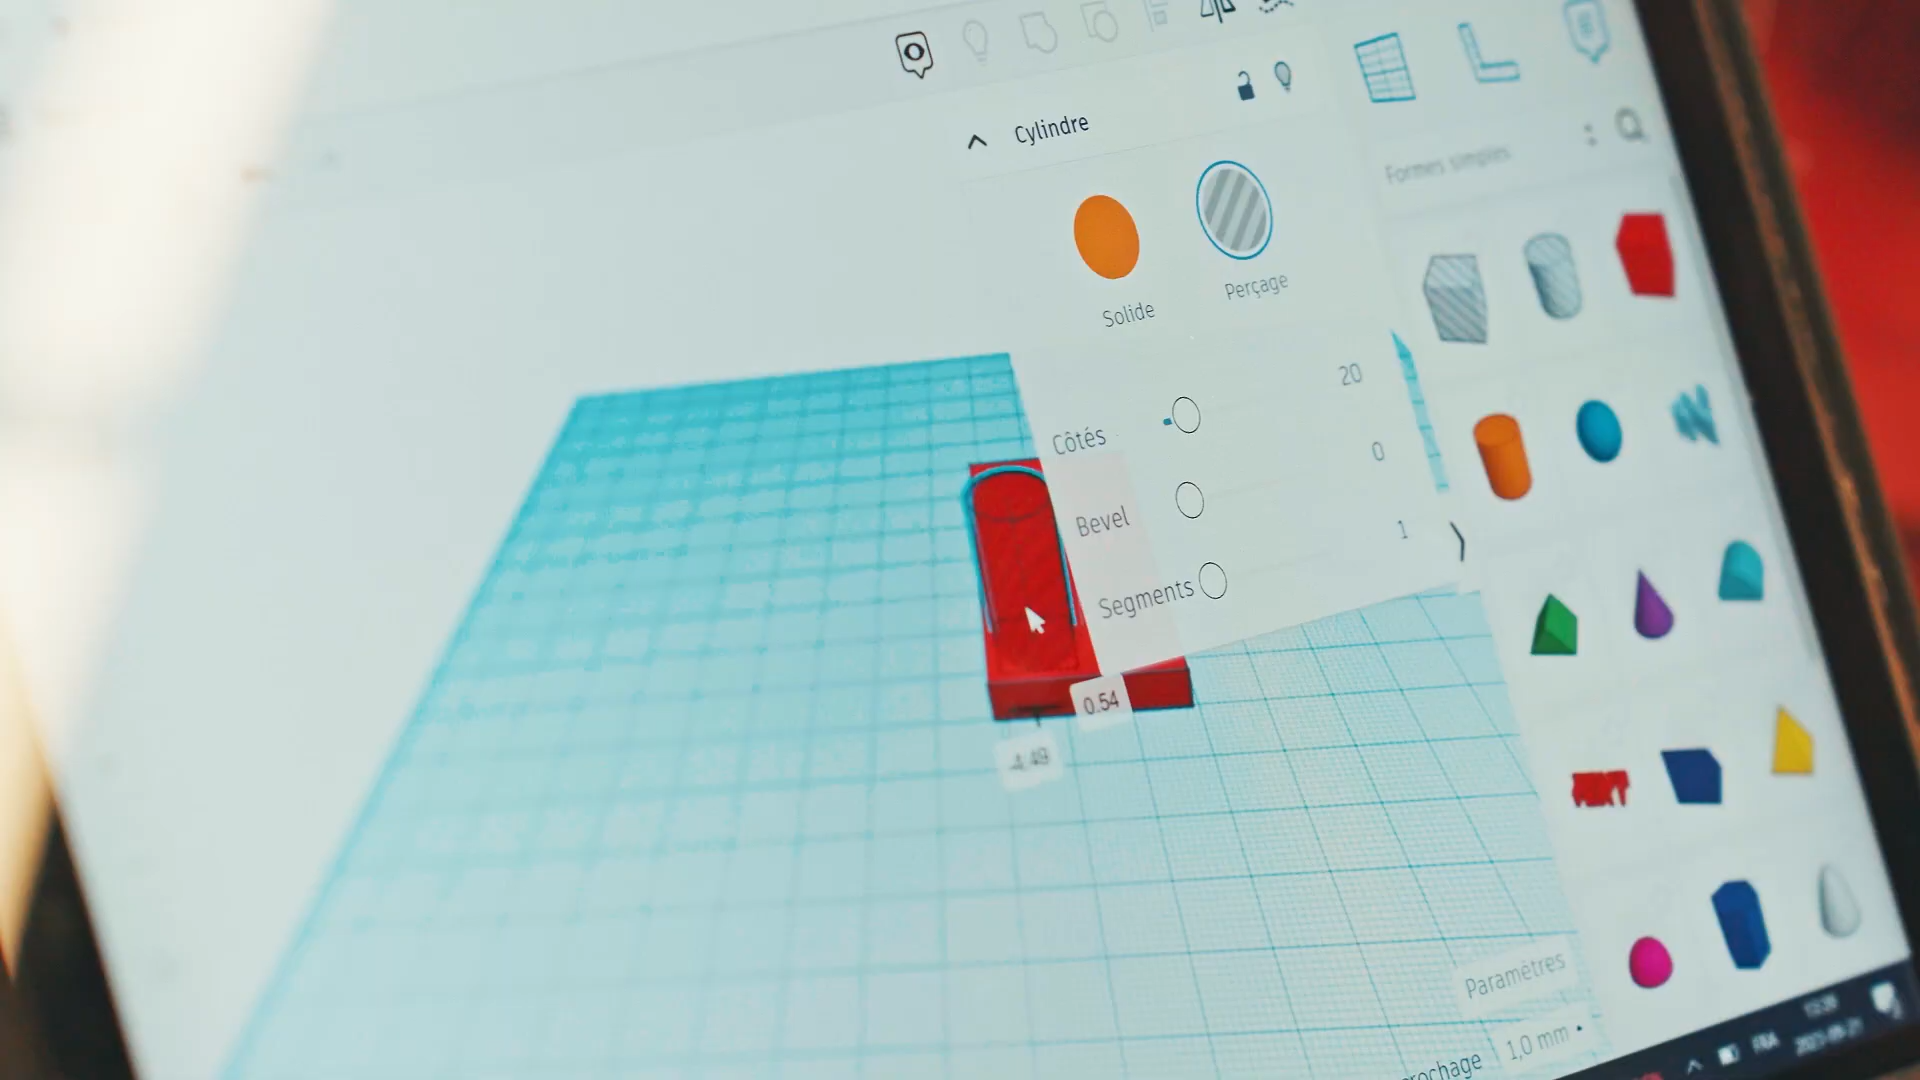 Cylindre
Formes simples
Solide
Perçage
Côtés
20
Bevel
0
Segments
1
0.54
-4.49
TEXT
Paramètres
1,0 mm
FRA